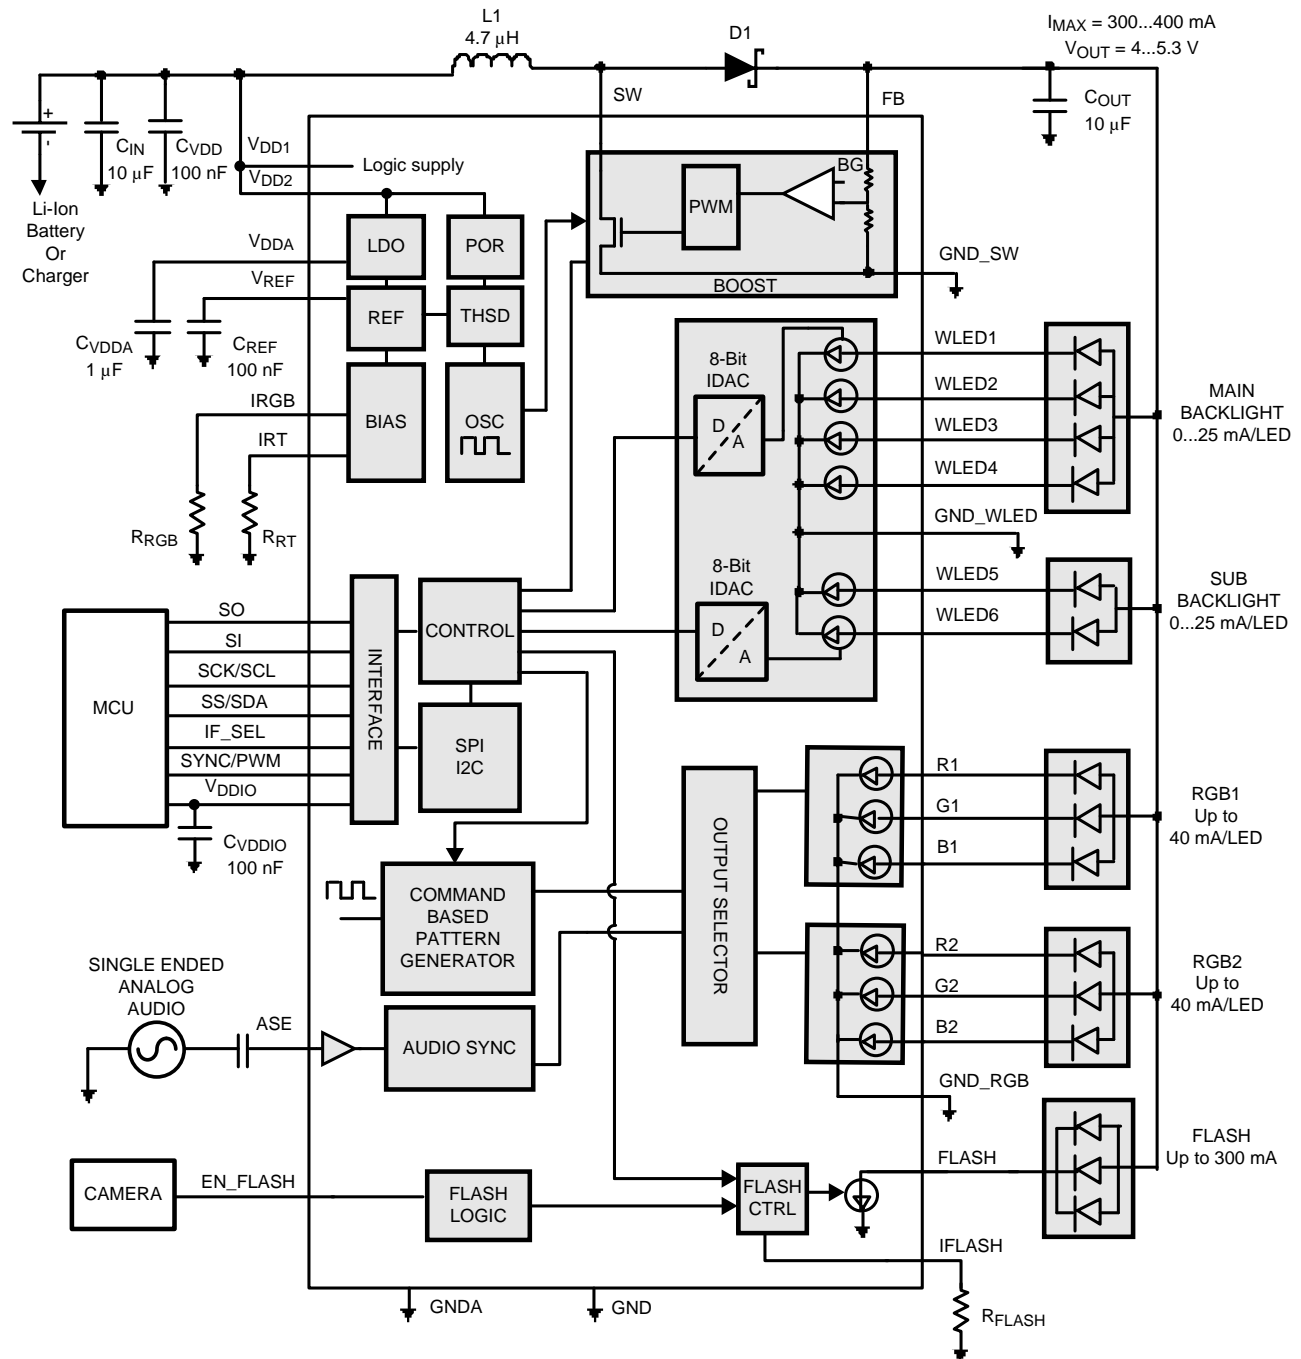 L1
4.7 μH
D1
IMAX = 300...400 mA
VOUT = 4...5.3 V
SW
FB
+
-
CIN
10 μF
CVDD
100 nF
VDD1
VDD2
Logic supply
COUT
10 μF
Li-Ion
Battery
Or
Charger
BG
PWM
BOOST
GND_SW
VDDA
VREF
LDO
POR
REF
THSD
CVDDA
1 μF
CREF
100 nF
IRGB
IRT
BIAS
OSC
RRGB
RRT
8-Bit
IDAC
D
A
WLED1
WLED2
WLED3
WLED4
GND_WLED
MAIN
BACKLIGHT
0...25 mA/LED
8-Bit
IDAC
D
A
WLED5
WLED6
SUB
BACKLIGHT
0...25 mA/LED
MCU
SO
SI
SCK/SCL
SS/SDA
IF_SEL
SYNC/PWM
VDDIO
CVDDIO
100 nF
INTERFACE
CONTROL
SPI
I2C
OUTPUT SELECTOR
R1
G1
B1
RGB1
Up to
40 mA/LED
COMMAND
BASED
PATTERN
GENERATOR
R2
G2
B2
RGB2
Up to
40 mA/LED
GND_RGB
SINGLE ENDED
ANALOG
AUDIO
ASE
AUDIO SYNC
CAMERA
EN_FLASH
FLASH
LOGIC
FLASH
CTRL
FLASH
FLASH
Up to 300 mA
IFLASH
RFLASH
GNDA
GND